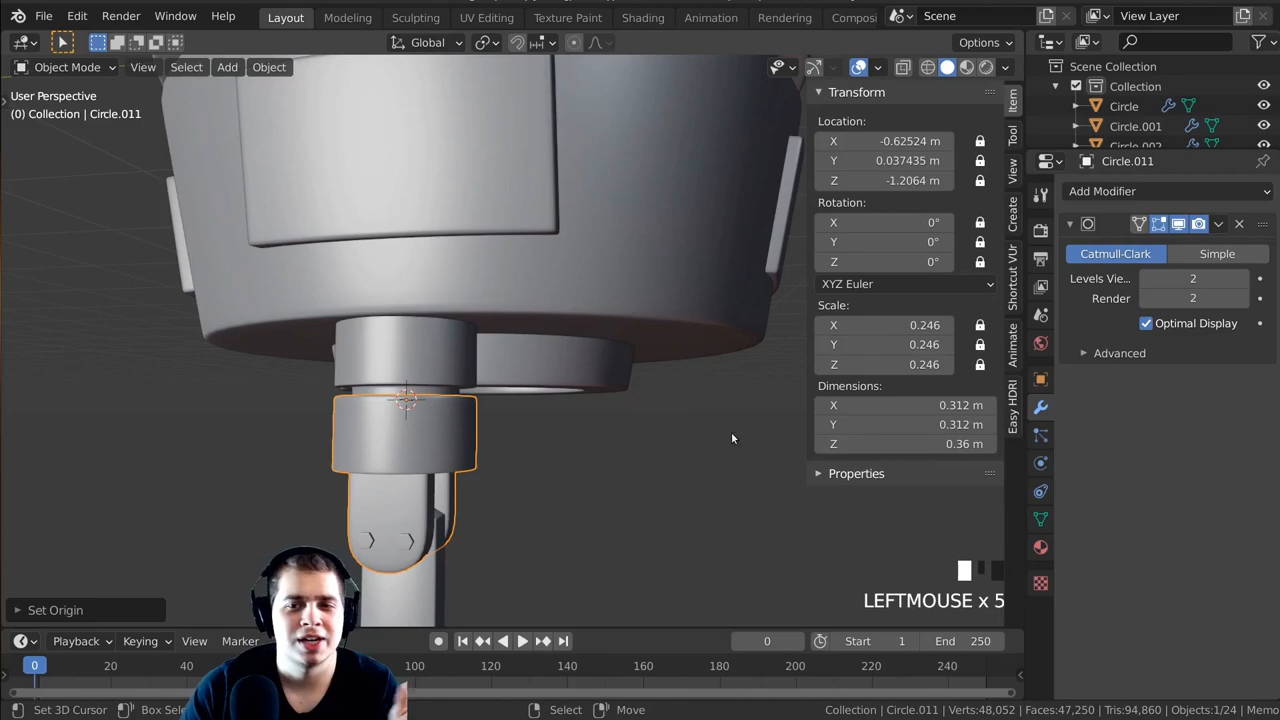 File Edit Render Window Help Layout Modeling Sculpting UV Editing Texture Paint Shading Animation Rendering Composi Scene View Layer
Global Options
Object Mode View Select Add Object
User Perspective
(0) Collection | Circle.011
Transform
Location:
X -0.62524 m
Y 0.037435 m
Z -1.2064 m
Rotation:
X 0°
Y 0°
Z 0°
XYZ Euler
Scale:
X 0.246
Y 0.246
Z 0.246
Dimensions:
X 0.312 m
Y 0.312 m
Z 0.36 m
Properties
Item
Tool
View
Create
Shortcut VUr
Animate
Easy HDRI
Scene Collection
Collection
Circle
Circle.001
Circle.002
Circle.011
Add Modifier
Catmull-Clark Simple
Levels Vie... 2
Render 2
Optimal Display
Advanced
LEFTMOUSE x 5
Set Origin
Playback Keying View Marker 0 Start 1 End 250
0 20 40 100 120 140 160 180 200 220 240
Set 3D Cursor Box Selec Select Move Collection | Circle.011 | Verts:48,052 | Faces:47,250 | Tris:94,860 | Objects:1/24 | Memo